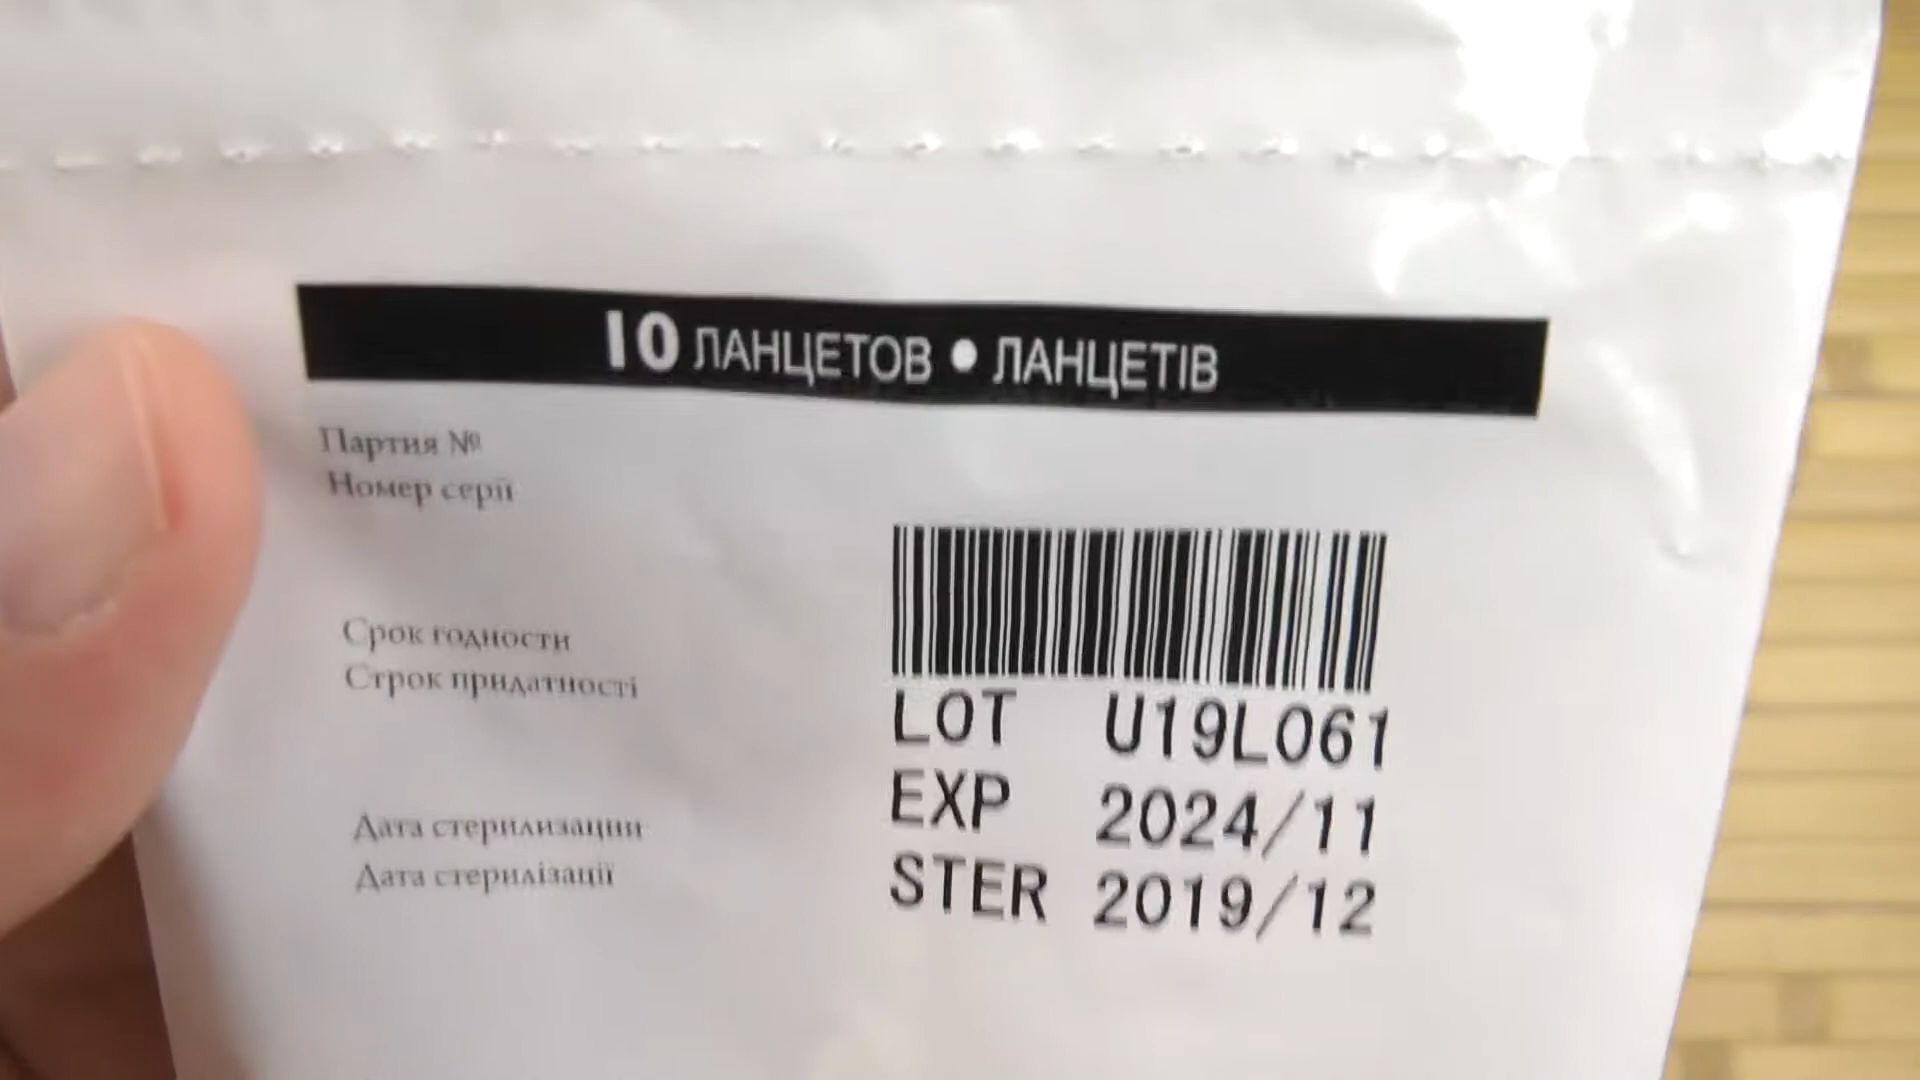 10 ЛАНЦЕТОВ • ЛАНЦЕТІВ
Партия №
Номер серії
Срок годности
Строк придатності
LOT U19L061
EXP 2024/11
Дата стерилизации
Дата стерилізації
STER 2019/12